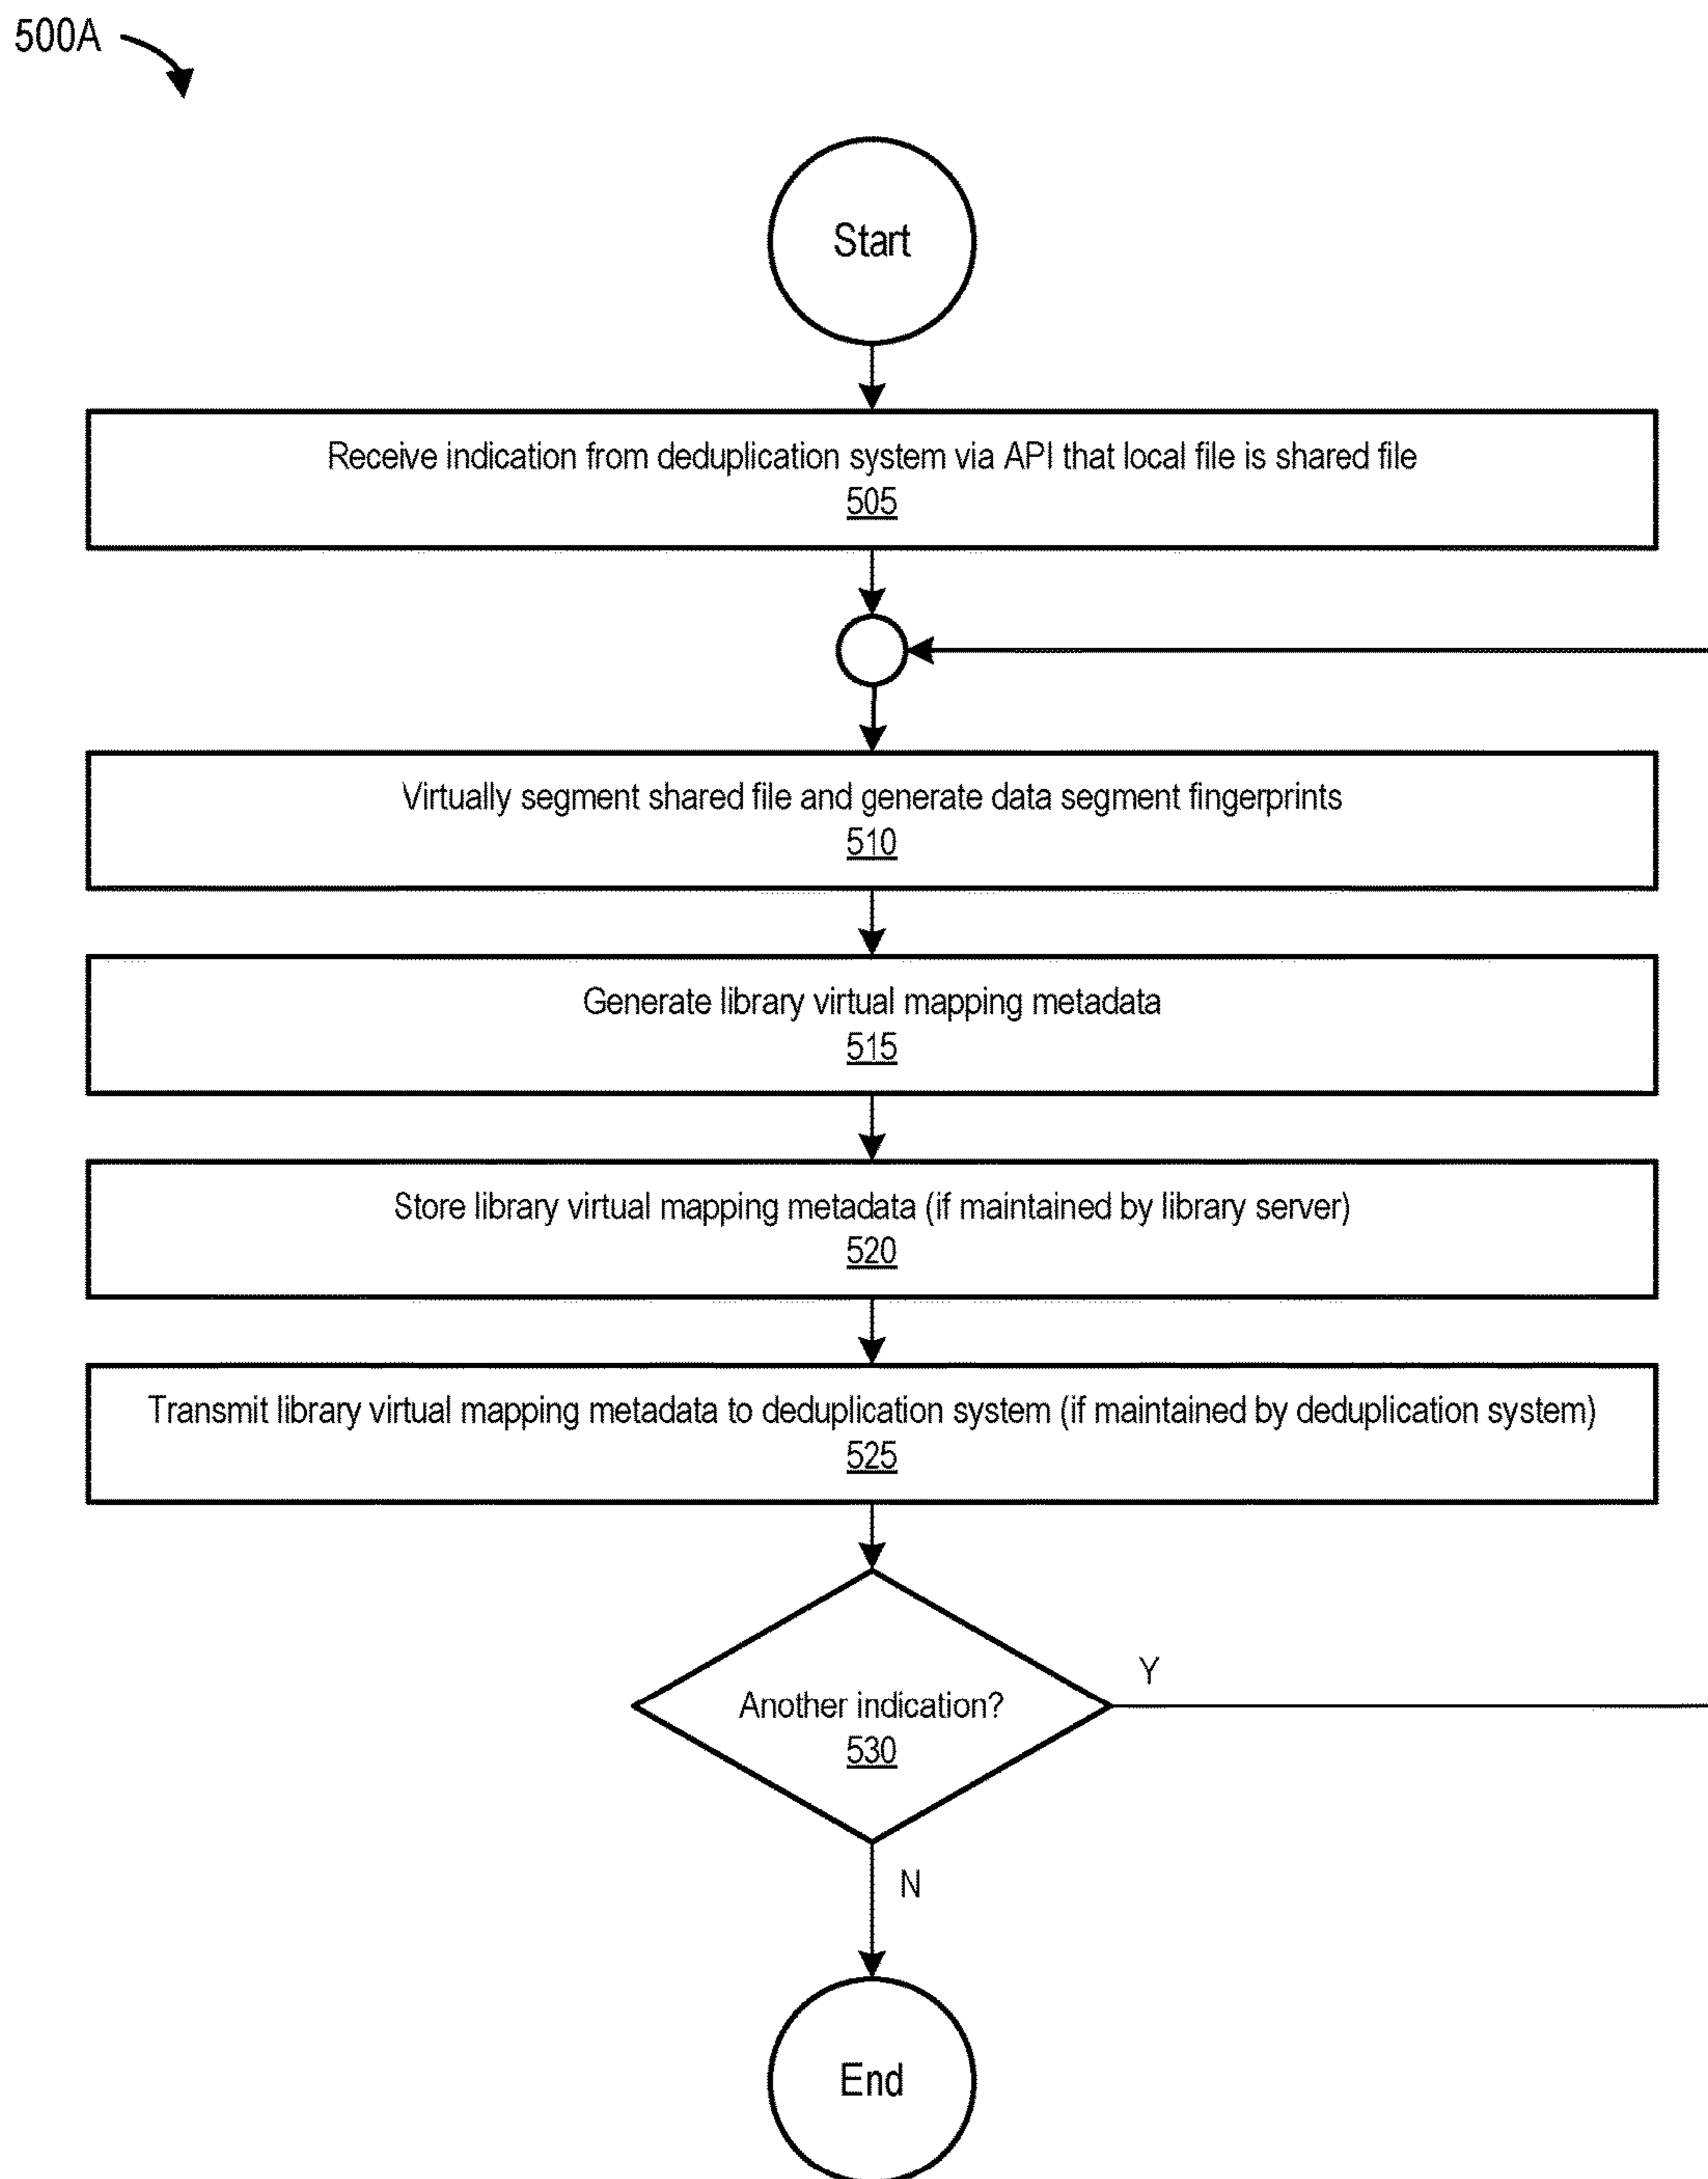 500A
Start
Receive indication from deduplication system via API that local file is shared file
505
Virtually segment shared file and generate data segment fingerprints
510
Generate library virtual mapping metadata
515
Store library virtual mapping metadata (if maintained by library server)
520
Transmit library virtual mapping metadata to deduplication system (if maintained by deduplication system)
525
Y
Another indication?
530
N
End